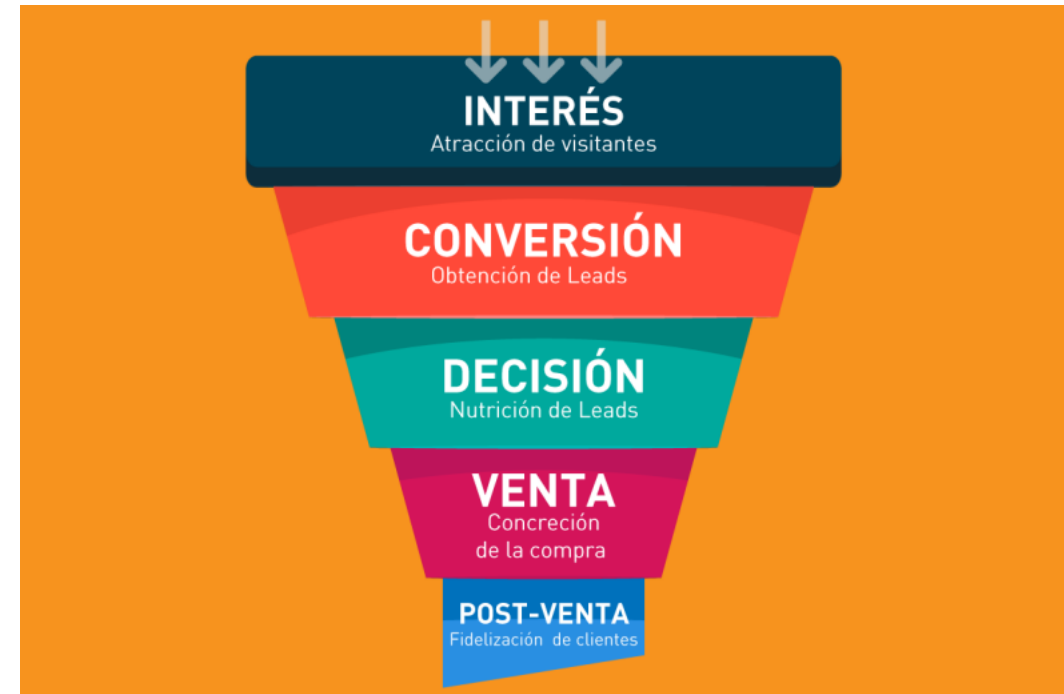 INTERÉS
Atracción de visitantes
CONVERSIÓN
Obtención de Leads
DECISIÓN
Nutrición de Leads
VENTA
Concreción
de la compra
POST-VENTA
Fidelización de clientes